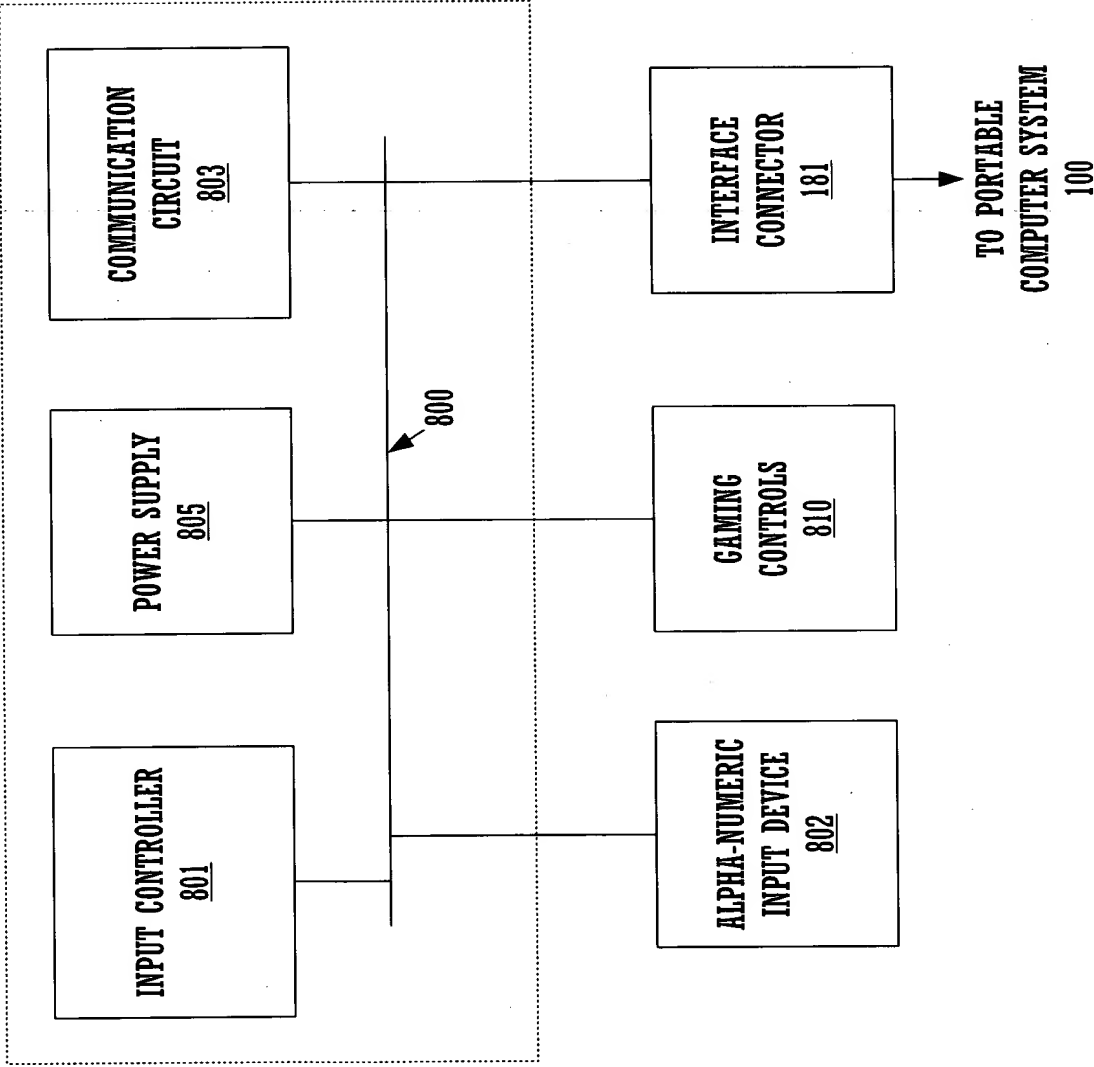 INPUT CONTROLLER
801
POWER SUPPLY
805
COMMUNICATION
CIRCUIT
803
800
ALPHA-NUMERIC
INPUT DEVICE
802
GAMING
CONTROLS
810
INTERFACE
CONNECTOR
181
TO PORTABLE
COMPUTER SYSTEM
100